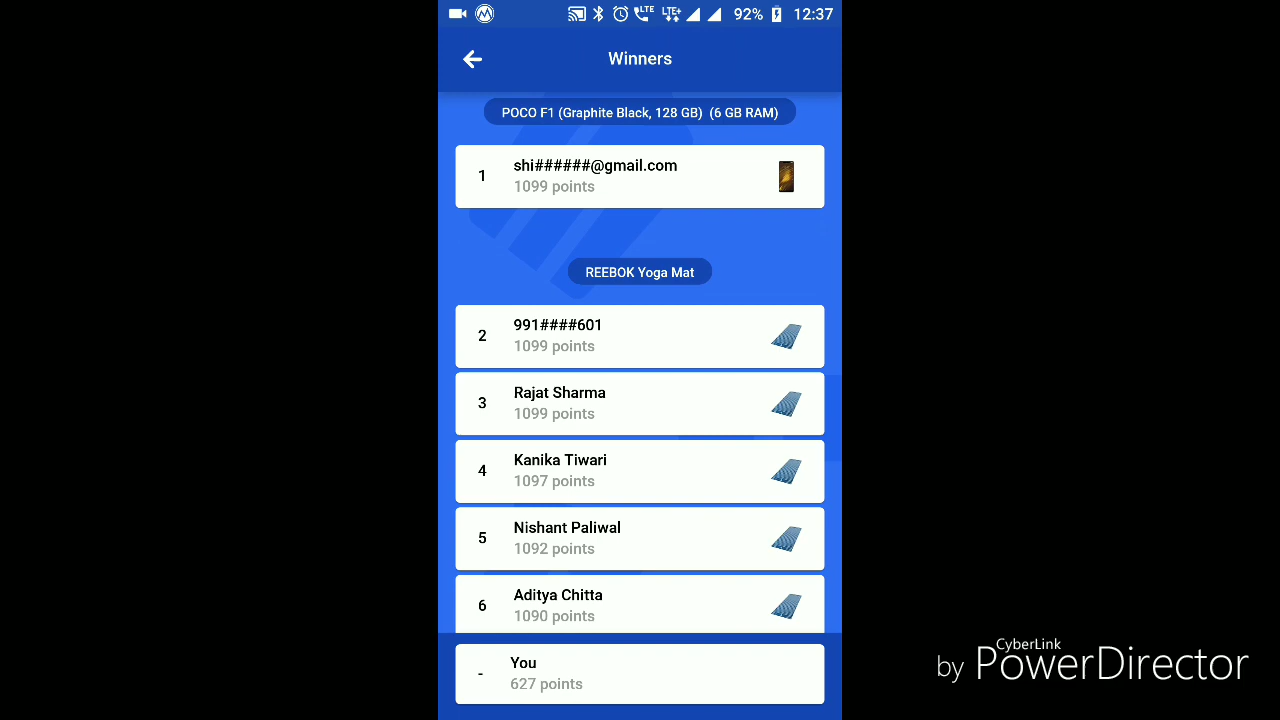 LTE LTE+ 92% 12:37
Winners
POCO F1 (Graphite Black, 128 GB) (6 GB RAM)
1
shi######@gmail.com
1099 points
REEBOK Yoga Mat
2
991####601
1099 points
3
Rajat Sharma
1099 points
4
Kanika Tiwari
1097 points
5
Nishant Paliwal
1092 points
6
Aditya Chitta
1090 points
-
You
627 points
CyberLink
by PowerDirector